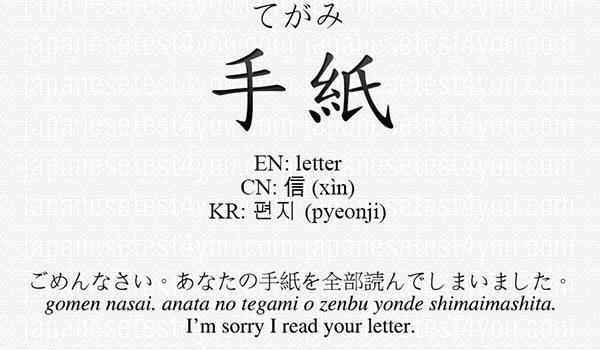 てがみ
手紙
EN: letter
CN: 信 (xìn)
KR: 편지 (pyeonji)
ごめんなさい。あなたの手紙を全部読んでしまいました。
gomen nasai. anata no tegami o zenbu yonde shimaimashita.
I'm sorry I read your letter.